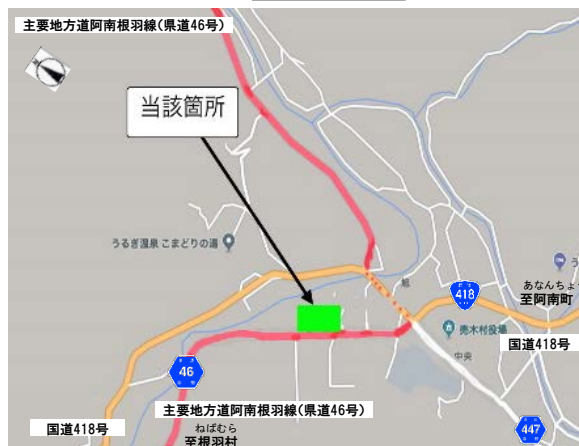 主要地方道阿南根羽線(県道46号)
当該箇所
うるぎ温泉 こまどりの湯
旭
う
418
あなんちょう
至阿南町
売木村役場
国道418号
中央
46
主要地方道阿南根羽線(県道46号)
国道418号
ねばむら
至根羽村
447